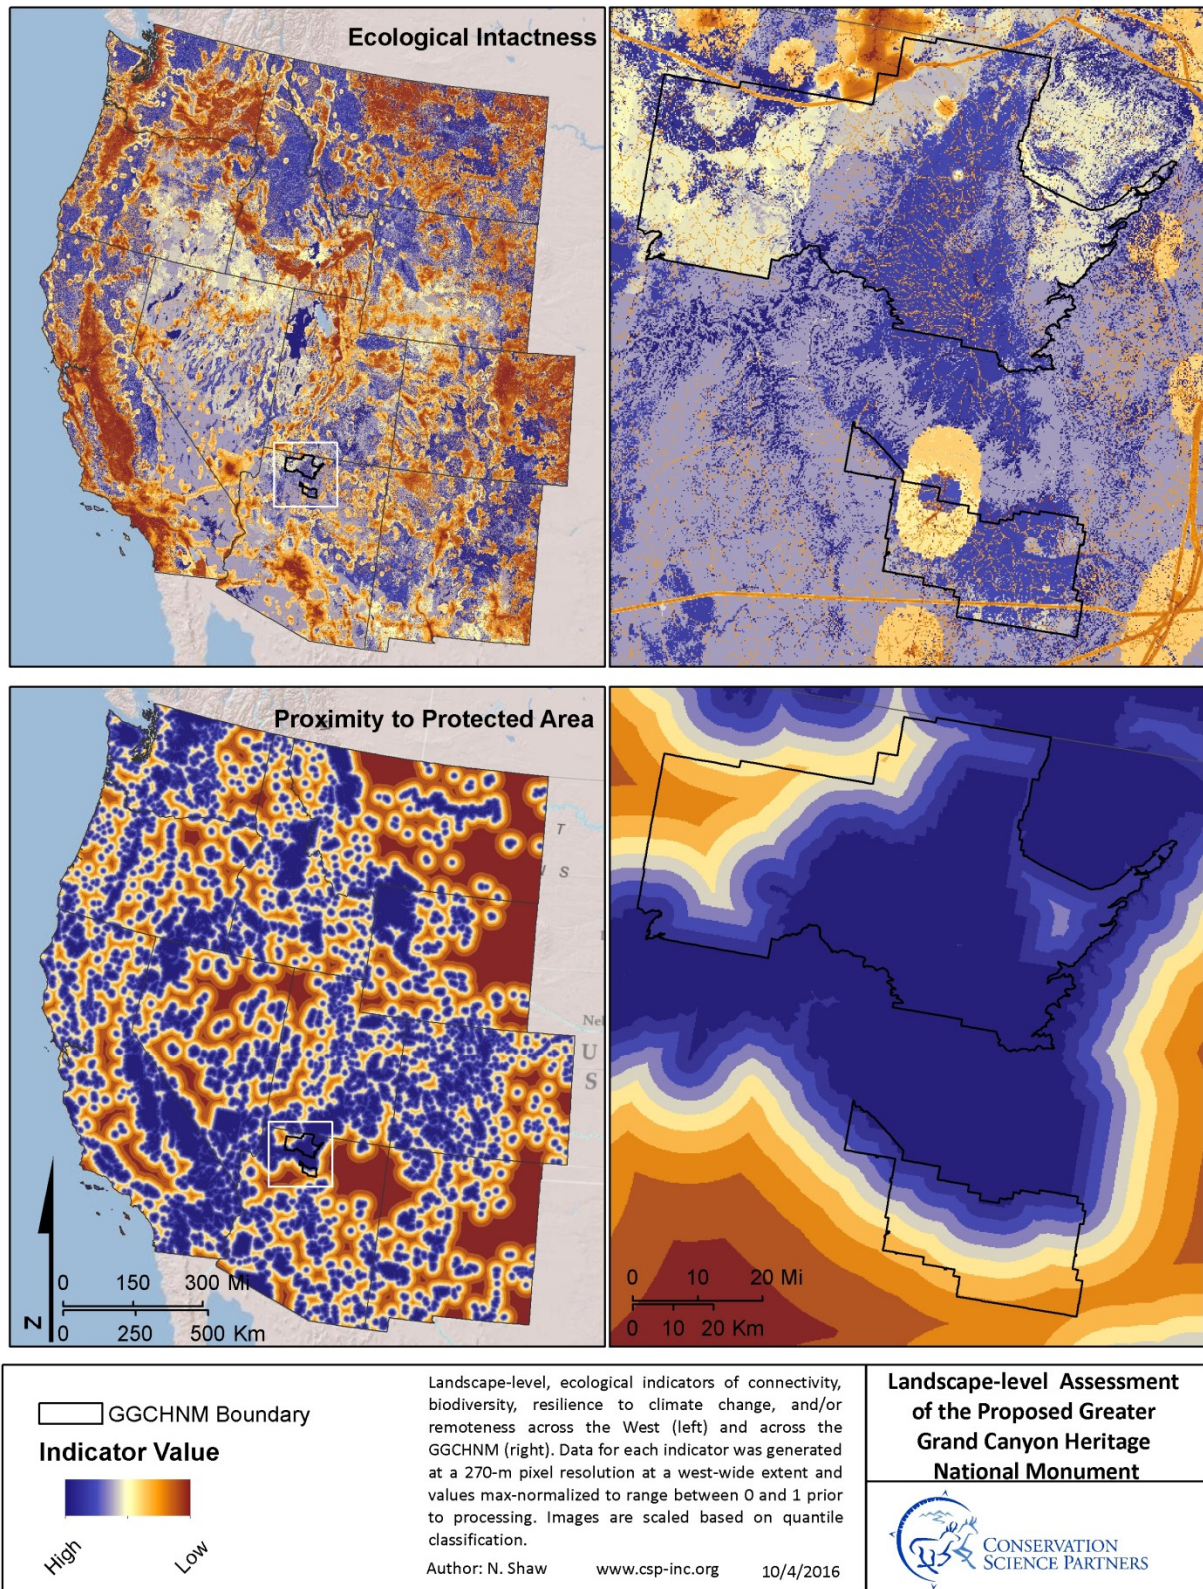 Ecological Intactness
Proximity to Protected Area
T
S
Nel
U
S
N
0 150 300 Mi
0 250 500 Km
0 10 20 Mi
0 10 20 Km
GGCHNM Boundary
Indicator Value
High
Low
Landscape-level, ecological indicators of connectivity,
biodiversity, resilience to climate change, and/or
remoteness across the West (left) and across the
GGCHNM (right). Data for each indicator was generated
at a 270-m pixel resolution at a west-wide extent and
values max-normalized to range between 0 and 1 prior
to processing. Images are scaled based on quantile
classification.
Author: N. Shaw www.csp-inc.org 10/4/2016
Landscape-level Assessment
of the Proposed Greater
Grand Canyon Heritage
National Monument
CONSERVATION
SCIENCE PARTNERS